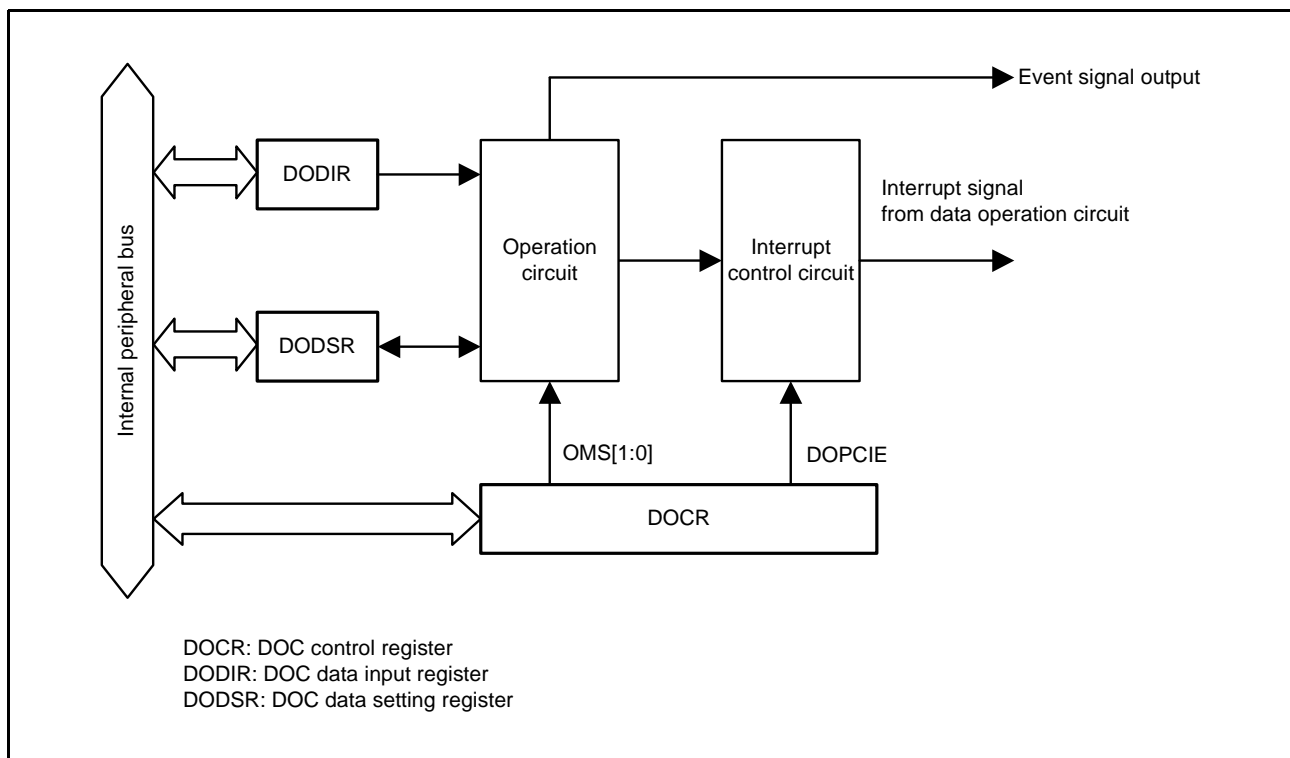 Event signal output
DODIR
Interrupt signal
from data operation circuit
Operation
circuit
Interrupt
control circuit
Internal peripheral bus
DODSR
OMS[1:0]
DOPCIE
DOCR
DOCR: DOC control register
DODIR: DOC data input register
DODSR: DOC data setting register